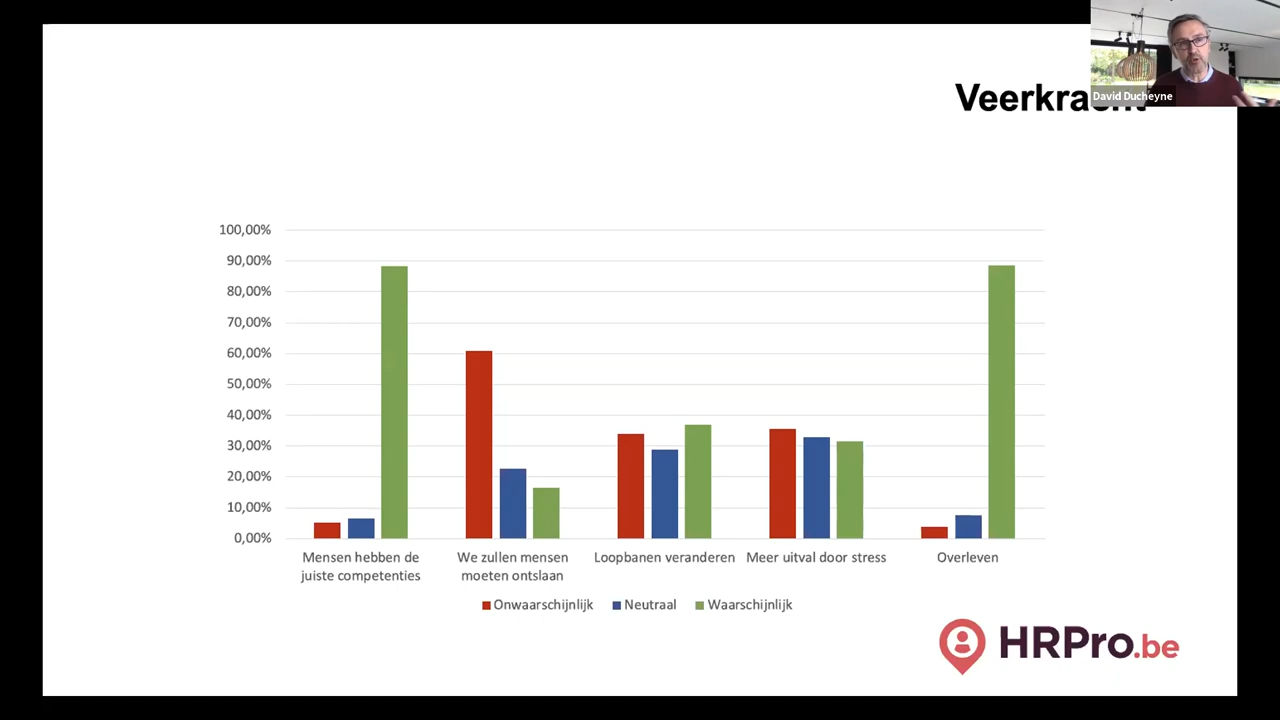 David Ducheyne
Veerkracht
100,00%
90,00%
80,00%
70,00%
60,00%
50,00%
40,00%
30,00%
20,00%
10,00%
0,00%
Mensen hebben de
juiste competenties
We zullen mensen
moeten ontslaan
Loopbanen veranderen
Meer uitval door stress
Overleven
Onwaarschijnlijk
Neutraal
Waarschijnlijk
HRPro.be